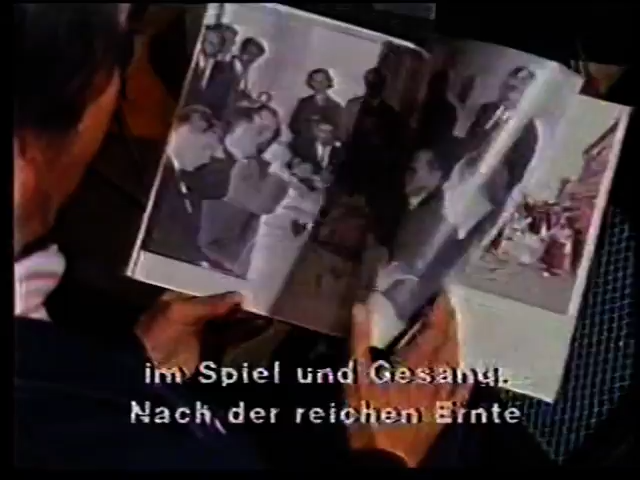 im Spiel und Gesang.
Nach der reichen Ernte